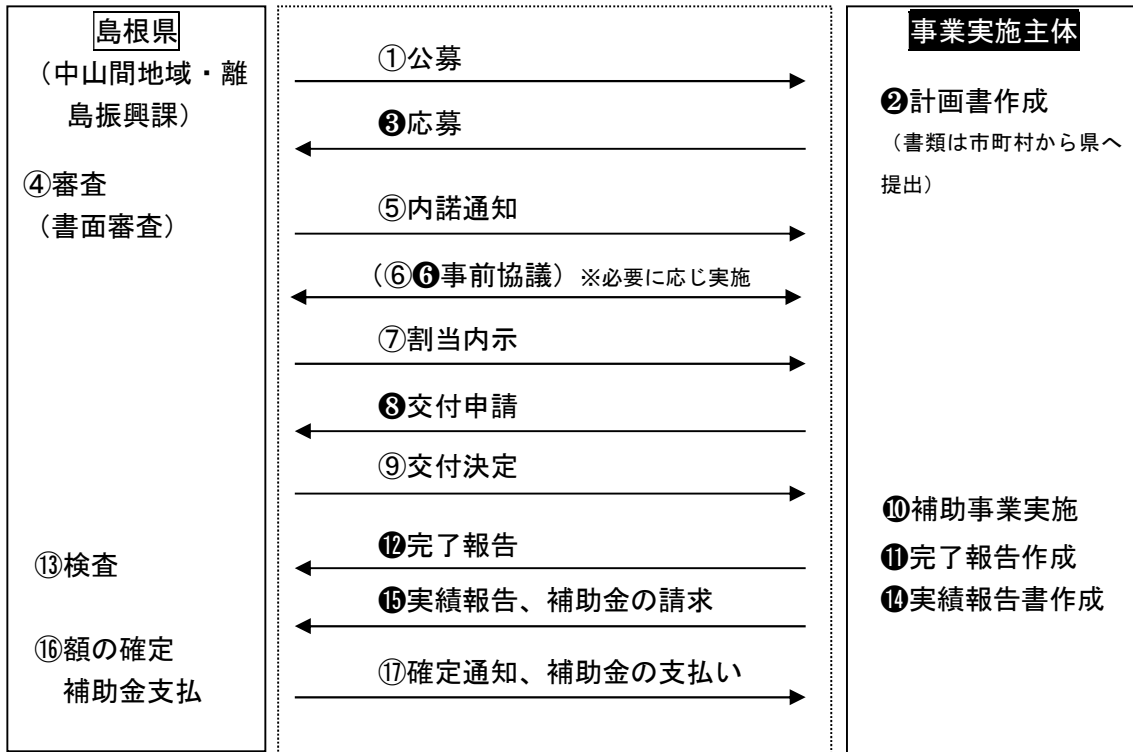 島根県
（中山間地域・離
島振興課）
④審査
（書面審査）
⑬検査
⑯額の確定
補助金支払
①公募
❸応募
⑤内諾通知
（⑥❻事前協議）※必要に応じ実施
⑦割当内示
❽交付申請
⑨交付決定
⓬完了報告
⓯実績報告、補助金の請求
⑰確定通知、補助金の支払い
事業実施主体
❷計画書作成
（書類は市町村から県へ
提出）
❿補助事業実施
⓫完了報告作成
⓮実績報告書作成